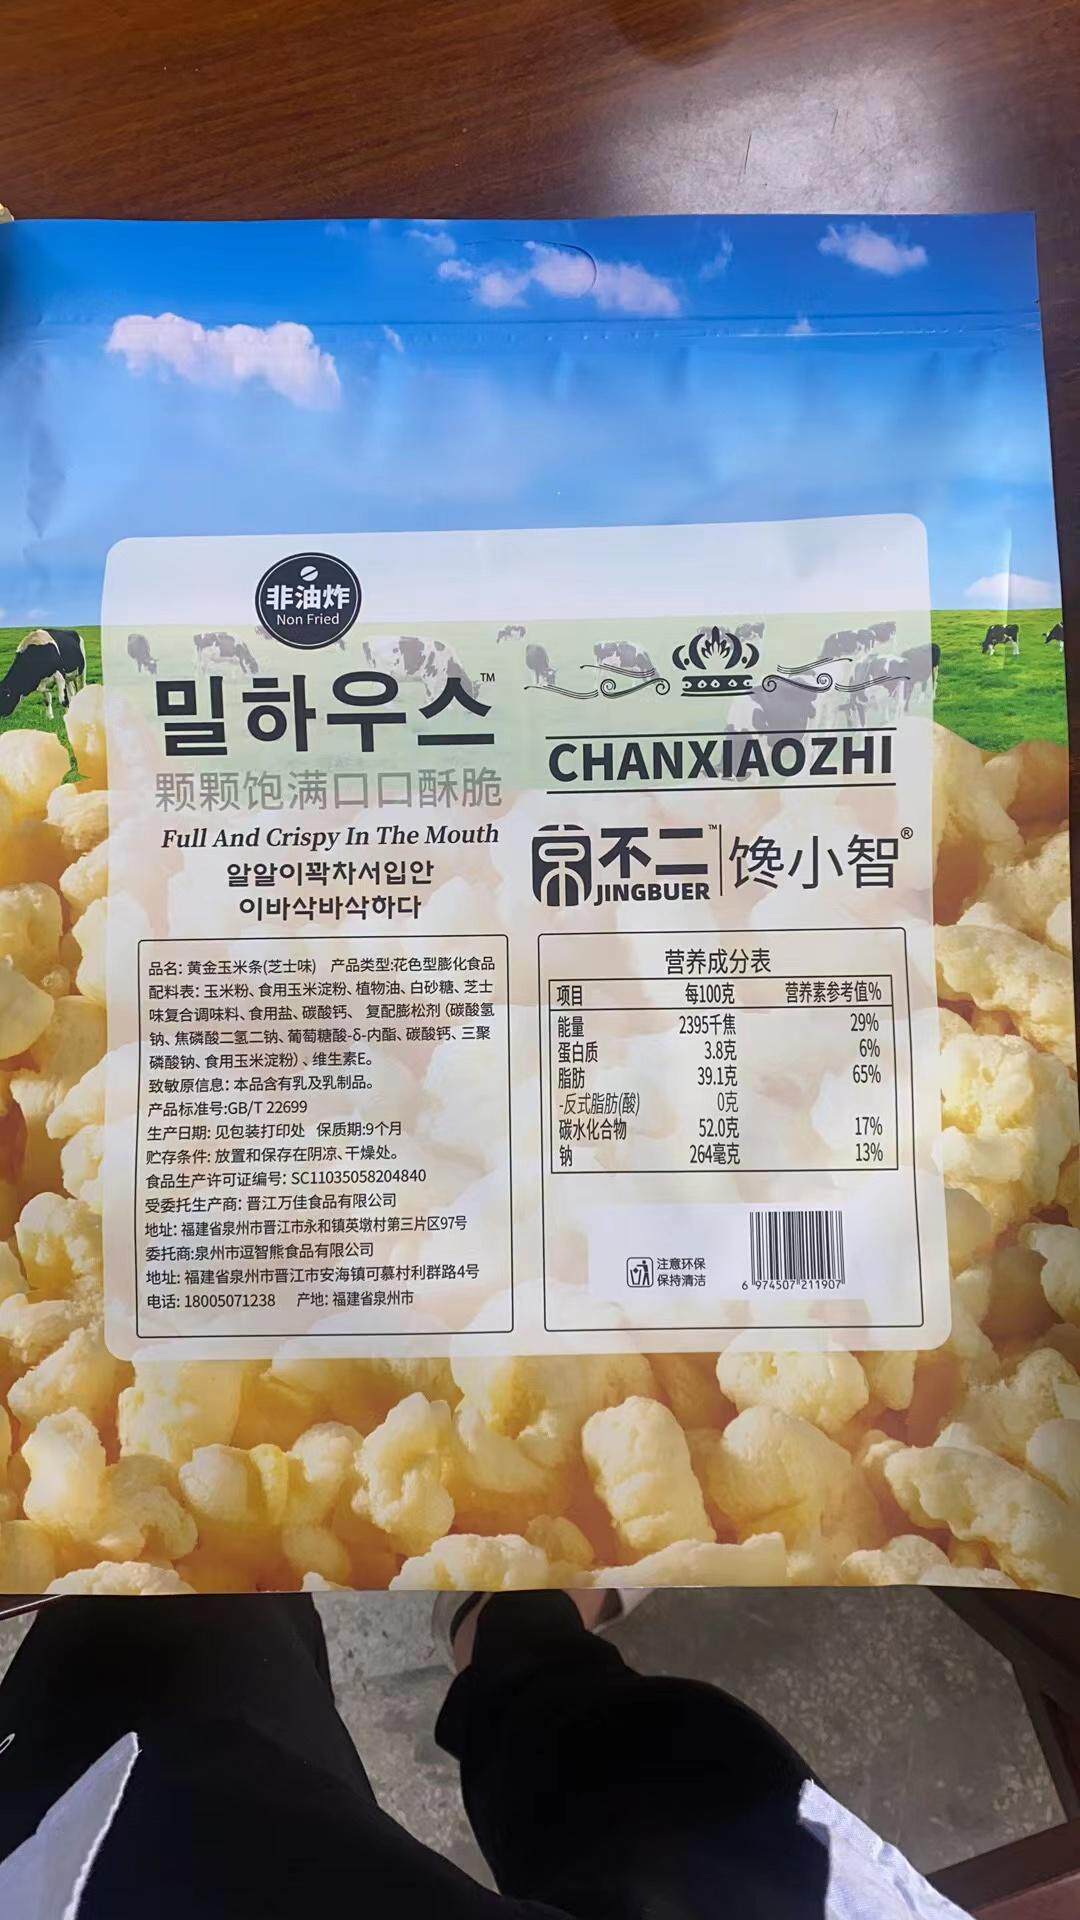 非油炸
Non Fried
밀하우스™
颗颗饱满口口酥脆
Full And Crispy In The Mouth
알알이꽉차서입안
이바삭바삭하다
CHANXIAOZHI
京不二™ 馋小智®
JINGBUER
品名: 黄金玉米条(芝士味) 产品类型:花色型膨化食品
配料表: 玉米粉、食用玉米淀粉、植物油、白砂糖、芝士
味复合调味料、食用盐、碳酸钙、 复配膨松剂 (碳酸氢
钠、焦磷酸二氢二钠、葡萄糖酸-δ-内酯、碳酸钙、三聚
磷酸钠、食用玉米淀粉) 、维生素E。
致敏原信息: 本品含有乳及乳制品。
产品标准号:GB/T 22699
生产日期: 见包装打印处 保质期:9个月
贮存条件: 放置和保存在阴凉、干燥处。
食品生产许可证编号: SC11035058204840
受委托生产商: 晋江万佳食品有限公司
地址: 福建省泉州市晋江市永和镇英墩村第三片区97号
委托商:泉州市逗智熊食品有限公司
地址: 福建省泉州市晋江市安海镇可慕村利群路4号
电话: 18005071238 产地: 福建省泉州市
营养成分表
项目 每100克 营养素参考值%
能量 2395千焦 29%
蛋白质 3.8克 6%
脂肪 39.1克 65%
-反式脂肪(酸) 0克
碳水化合物 52.0克 17%
钠 264毫克 13%
注意环保
保持清洁
6 974507 211907